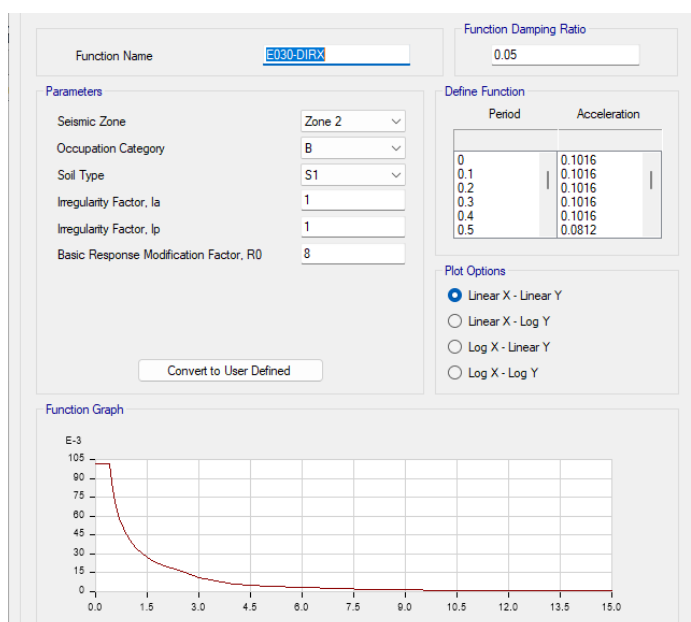 Function Damping Ratio
Function Name E030-DIRX 0.05
Parameters
Seismic Zone Zone 2
Occupation Category B
Soil Type S1
Irregularity Factor, Ia 1
Irregularity Factor, Ip 1
Basic Response Modification Factor, R0 8
Convert to User Defined
Define Function
Period Acceleration
0 0.1016
0.1 0.1016
0.2 0.1016
0.3 0.1016
0.4 0.1016
0.5 0.0812
Plot Options
Linear X - Linear Y
Linear X - Log Y
Log X - Linear Y
Log X - Log Y
Function Graph
E-3
105
90
75
60
45
30
15
0
0.0 1.5 3.0 4.5 6.0 7.5 9.0 10.5 12.0 13.5 15.0